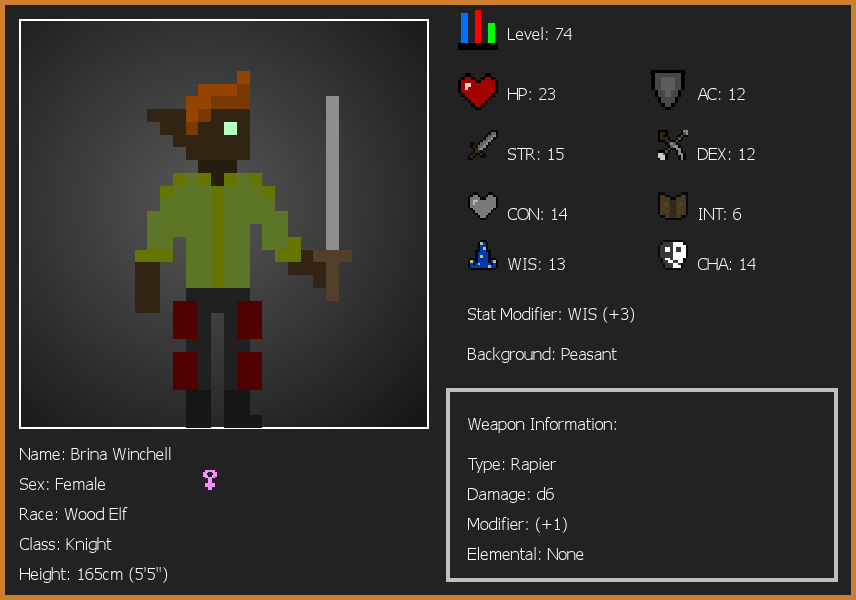 Level: 74
HP: 23
AC: 12
STR: 15
DEX: 12
CON: 14
INT: 6
WIS: 13
CHA: 14
Stat Modifier: WIS (+3)
Background: Peasant
Weapon Information:
Type: Rapier
Damage: d6
Modifier: (+1)
Elemental: None
Name: Brina Winchell
Sex: Female
Race: Wood Elf
Class: Knight
Height: 165cm (5'5")